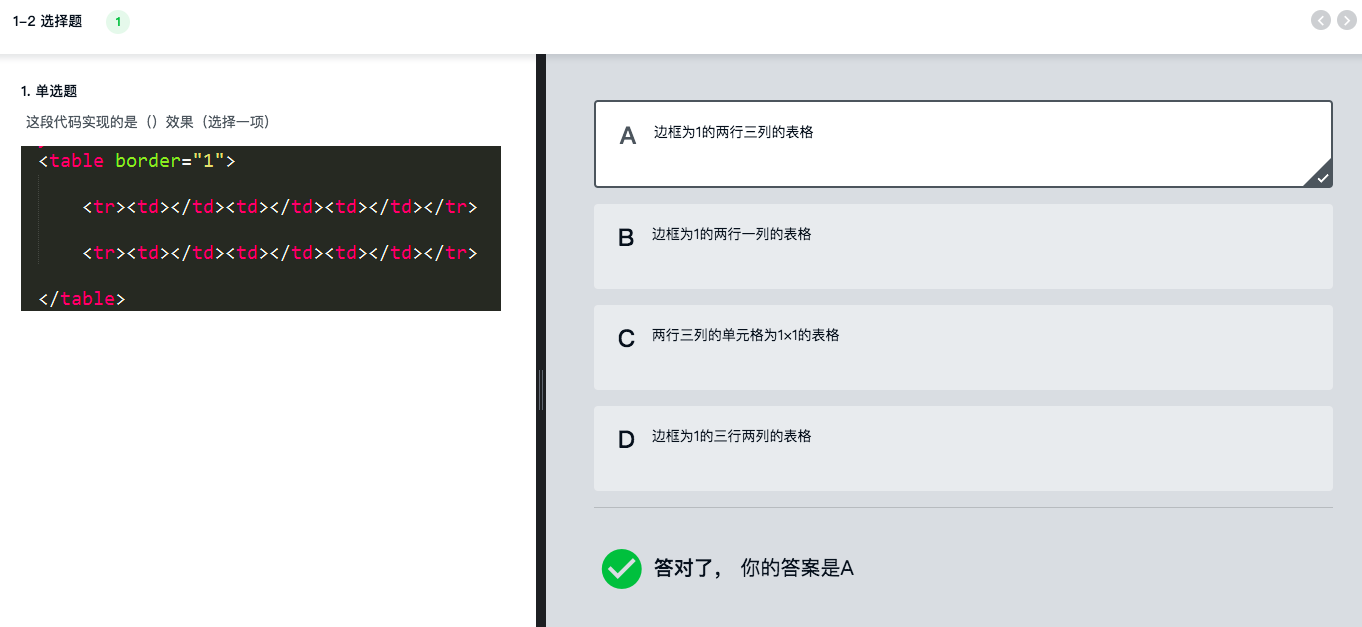 1-2 选择题 1
1. 单选题
这段代码实现的是（）效果（选择一项）
<table border="1">
<tr><td></td><td></td><td></td></tr>
<tr><td></td><td></td><td></td></tr>
</table>
A 边框为1的两行三列的表格
B 边框为1的两行一列的表格
C 两行三列的单元格为1×1的表格
D 边框为1的三行两列的表格
答对了， 你的答案是A